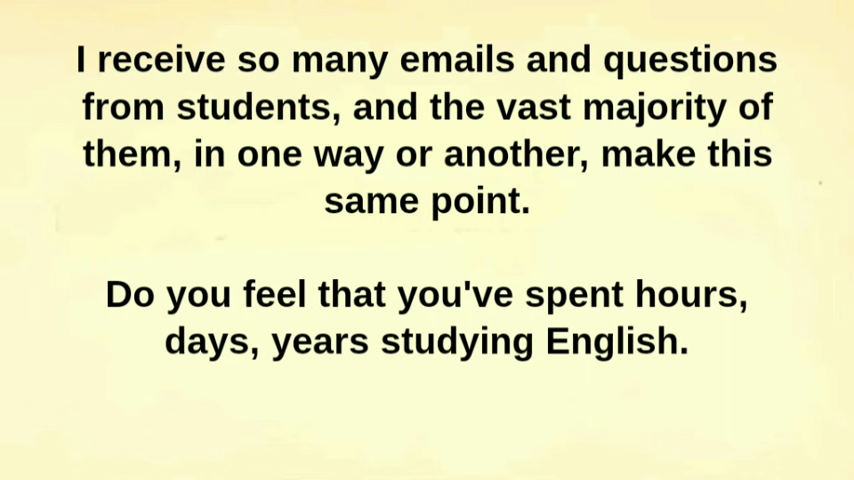 I receive so many emails and questions
from students, and the vast majority of
them, in one way or another, make this
same point.
Do you feel that you've spent hours,
days, years studying English.